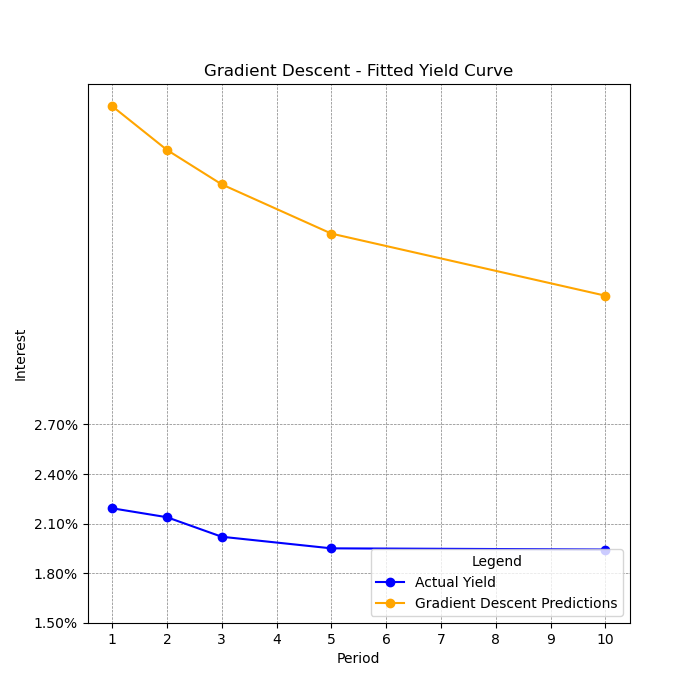 Gradient Descent - Fitted Yield Curve
Interest
2.70%
2.40%
2.10%
1.80%
1.50%
Legend
Actual Yield
Gradient Descent Predictions
1 2 3 4 5 6 7 8 9 10
Period